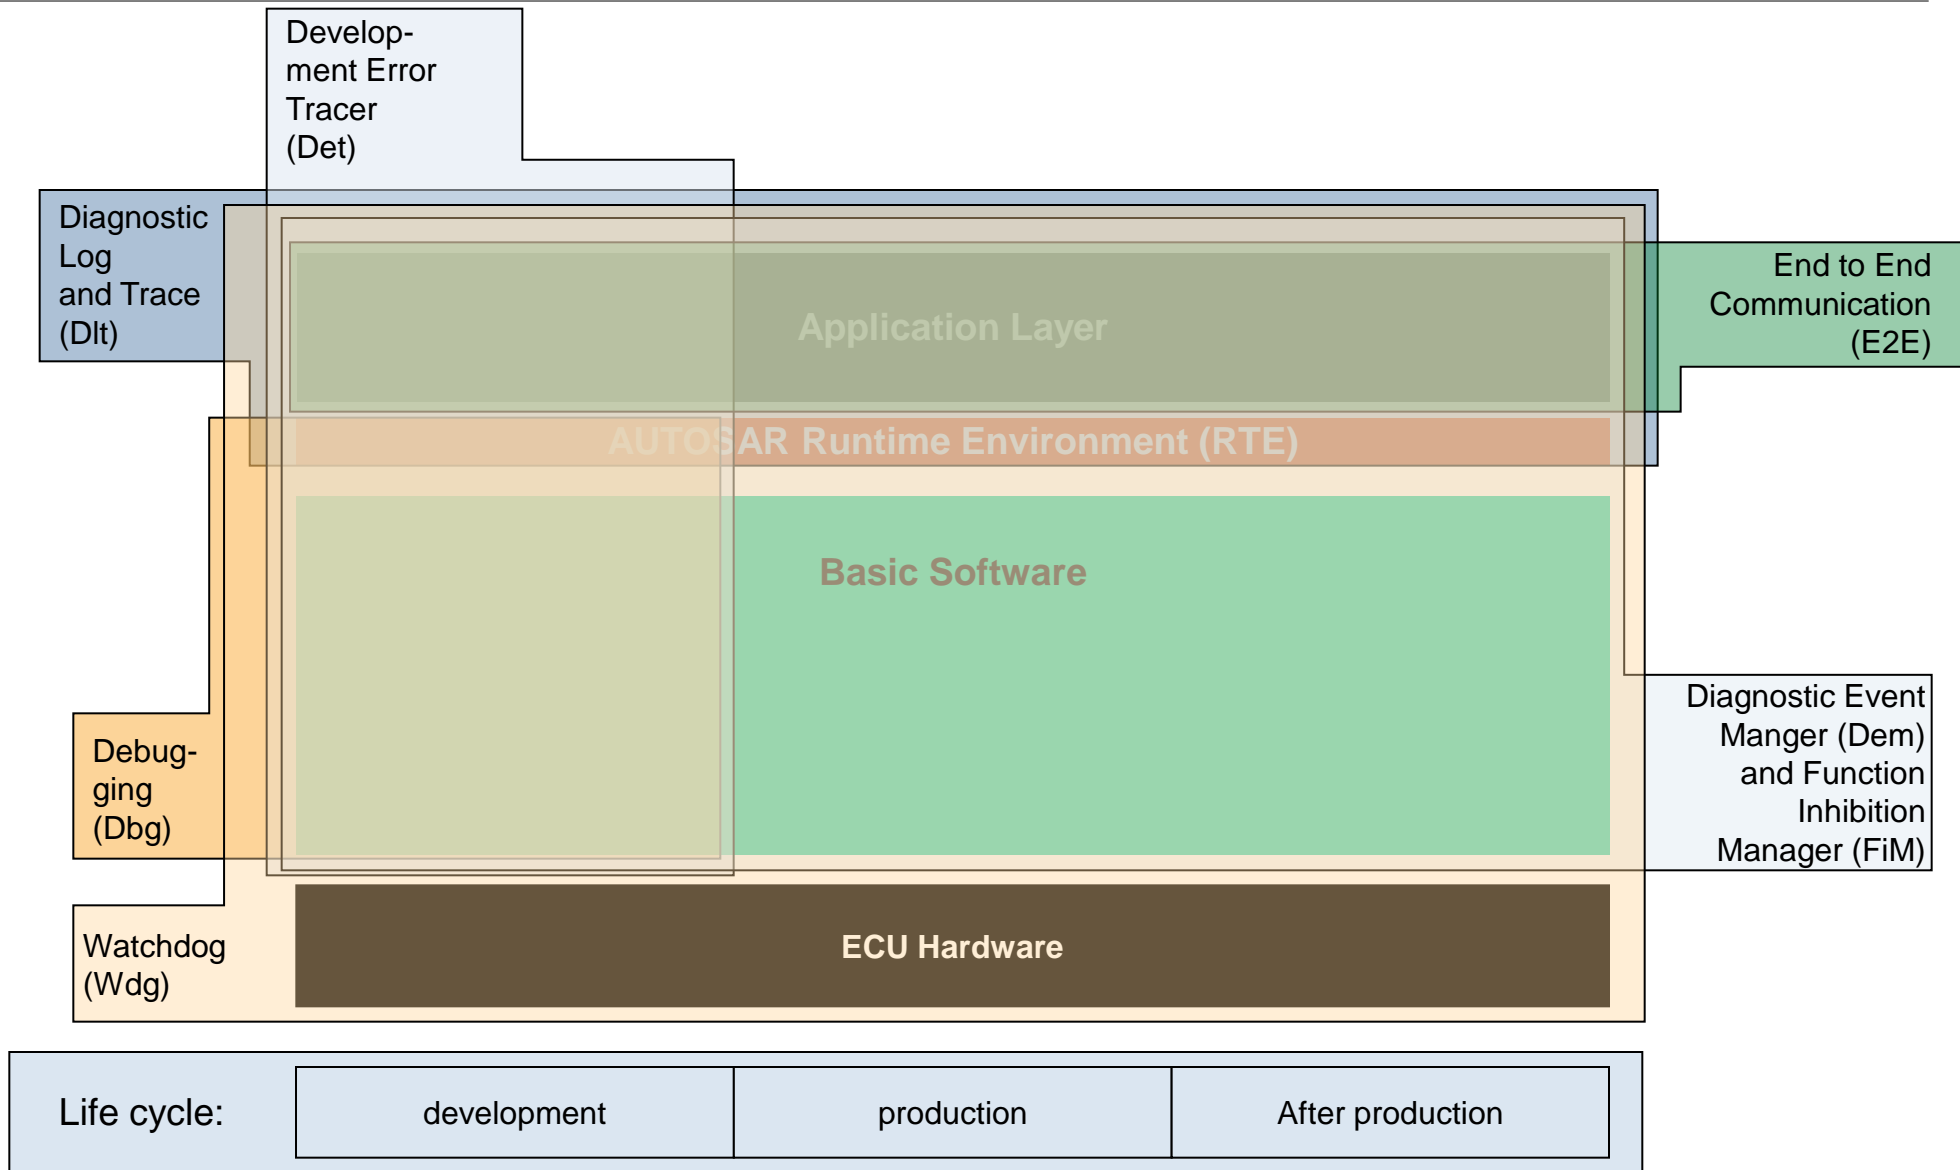 Develop-
ment Error
Tracer
(Det)
Diagnostic
Log
and Trace
(Dlt)
End to End
Communication
(E2E)
Application Layer
AUTOSAR Runtime Environment (RTE)
Basic Software
Debug-
ging
(Dbg)
Diagnostic Event
Manger (Dem)
and Function
Inhibition
Manager (FiM)
Watchdog
(Wdg)
ECU Hardware
Life cycle:
development
production
After production